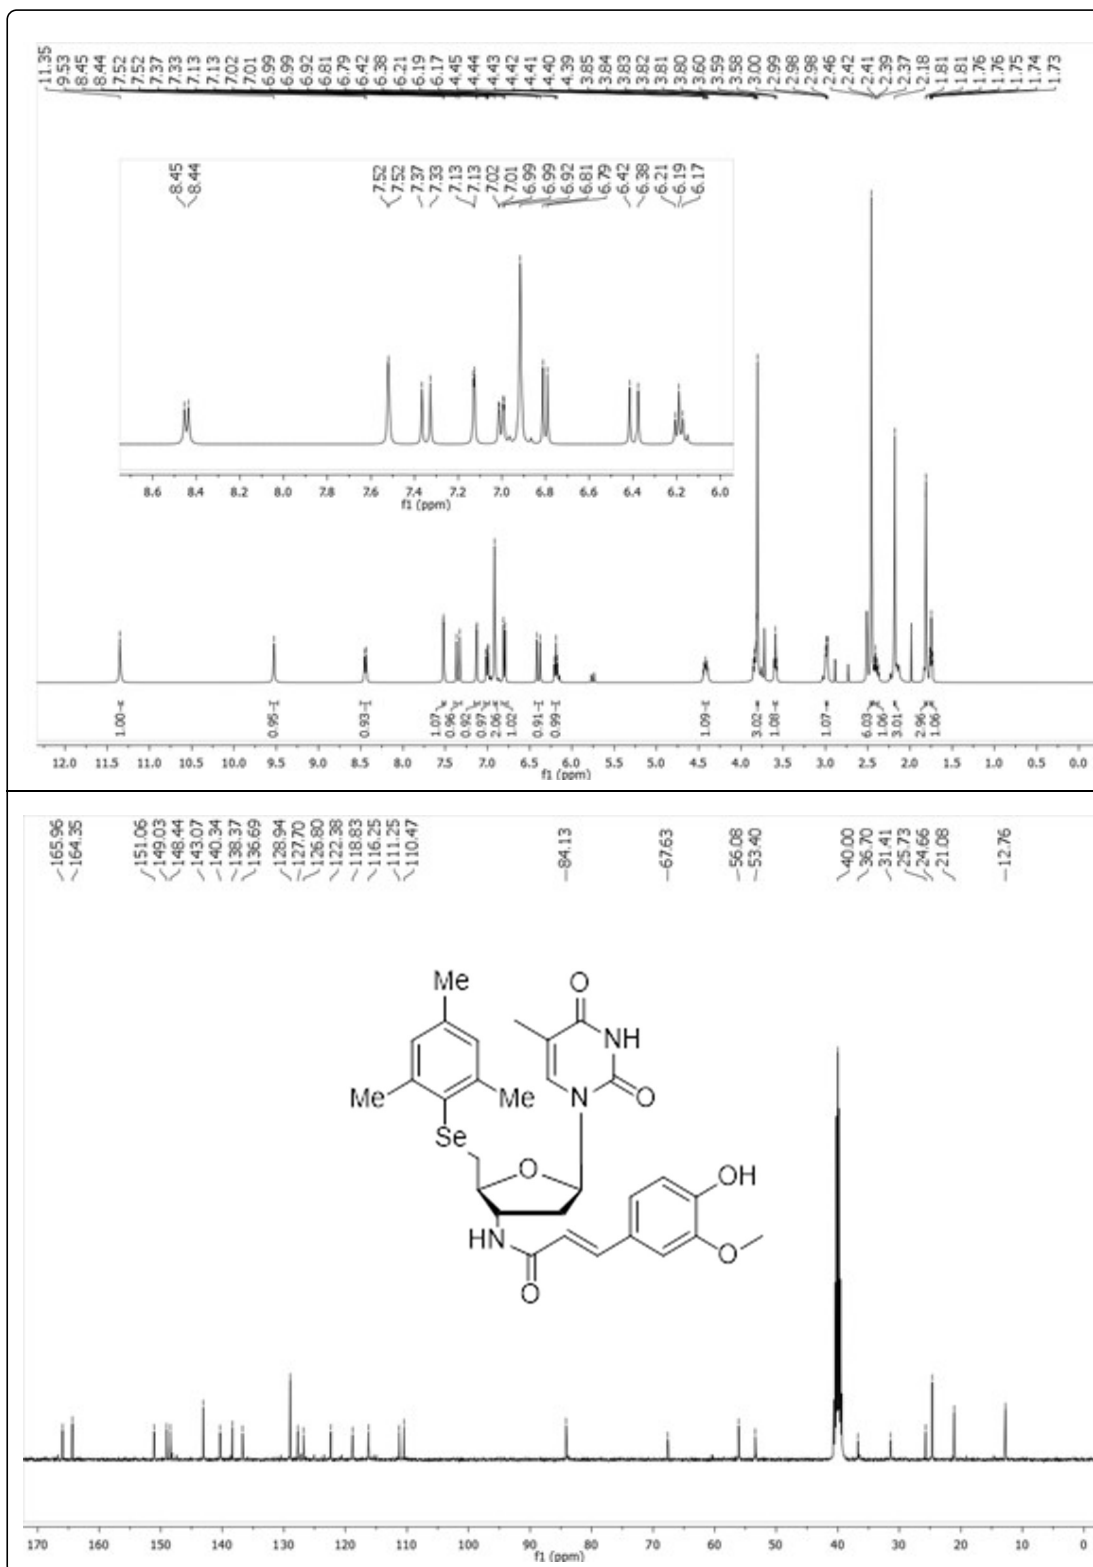 11.35 9.53 8.45 8.44 7.52 7.52 7.37 7.33 7.13 7.13 7.02 7.01 6.99 6.99 6.92 6.81 6.79 6.42 6.38 6.21 6.19 6.17 4.45 4.44 4.43 4.42 4.41 4.40 4.39 3.85 3.84 3.83 3.82 3.81 3.80 3.60 3.59 3.58 3.00 2.99 2.98 2.98 2.46 2.42 2.41 2.39 2.37 2.18 1.81 1.81 1.76 1.76 1.75 1.74 1.73
8.45 8.44 7.52 7.52 7.37 7.33 7.13 7.13 7.02 7.01 6.99 6.99 6.92 6.81 6.79 6.42 6.38 6.21 6.19 6.17
8.6 8.4 8.2 8.0 7.8 7.6 7.4 7.2 7.0 6.8 6.6 6.4 6.2 6.0
f1 (ppm)
1.00 0.95 0.93 1.07 0.96 0.92 0.97 2.06 1.02 0.91 0.99 1.09 3.02 1.08 1.07 6.03 1.06 3.01 2.96 1.06
12.0 11.5 11.0 10.5 10.0 9.5 9.0 8.5 8.0 7.5 7.0 6.5 6.0 5.5 5.0 4.5 4.0 3.5 3.0 2.5 2.0 1.5 1.0 0.5 0.0
f1 (ppm)
165.96 164.35 151.06 149.03 148.44 143.07 140.34 138.37 136.69 128.94 127.70 126.80 122.38 118.83 116.25 111.25 110.47 84.13 67.63 56.08 53.40 40.00 36.70 31.41 25.73 24.66 21.08 12.76
Me
O
NH
Me
Me
N
O
Se
O
OH
HN
O
O
170 160 150 140 130 120 110 100 90 80 70 60 50 40 30 20 10 0
f1 (ppm)